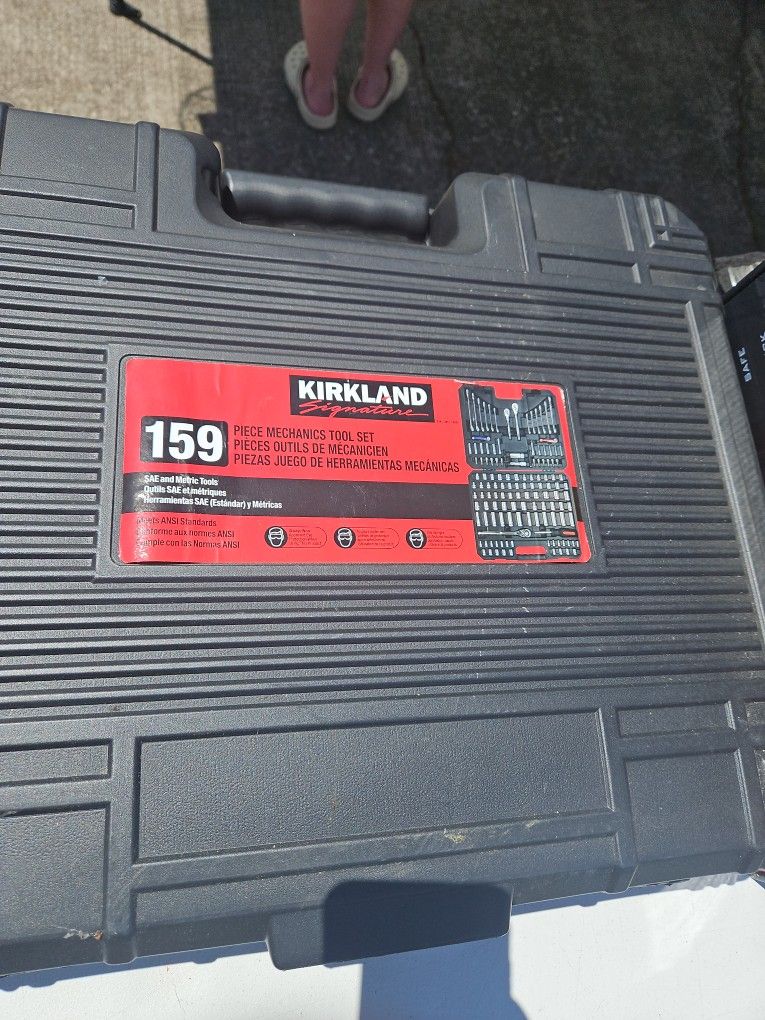 KIRKLAND
Signature
159
PIECE MECHANICS TOOL SET
PIÈCES OUTILS DE MÉCANICIEN
PIEZAS JUEGO DE HERRAMIENTAS MECÁNICAS
SAE and Metric Tools
Outils SAE et métriques
Herramientas SAE (Estándar) y Métricas
Meets ANSI Standards
Conforme aux normes ANSI
Cumple con las Normas ANSI
SAFE